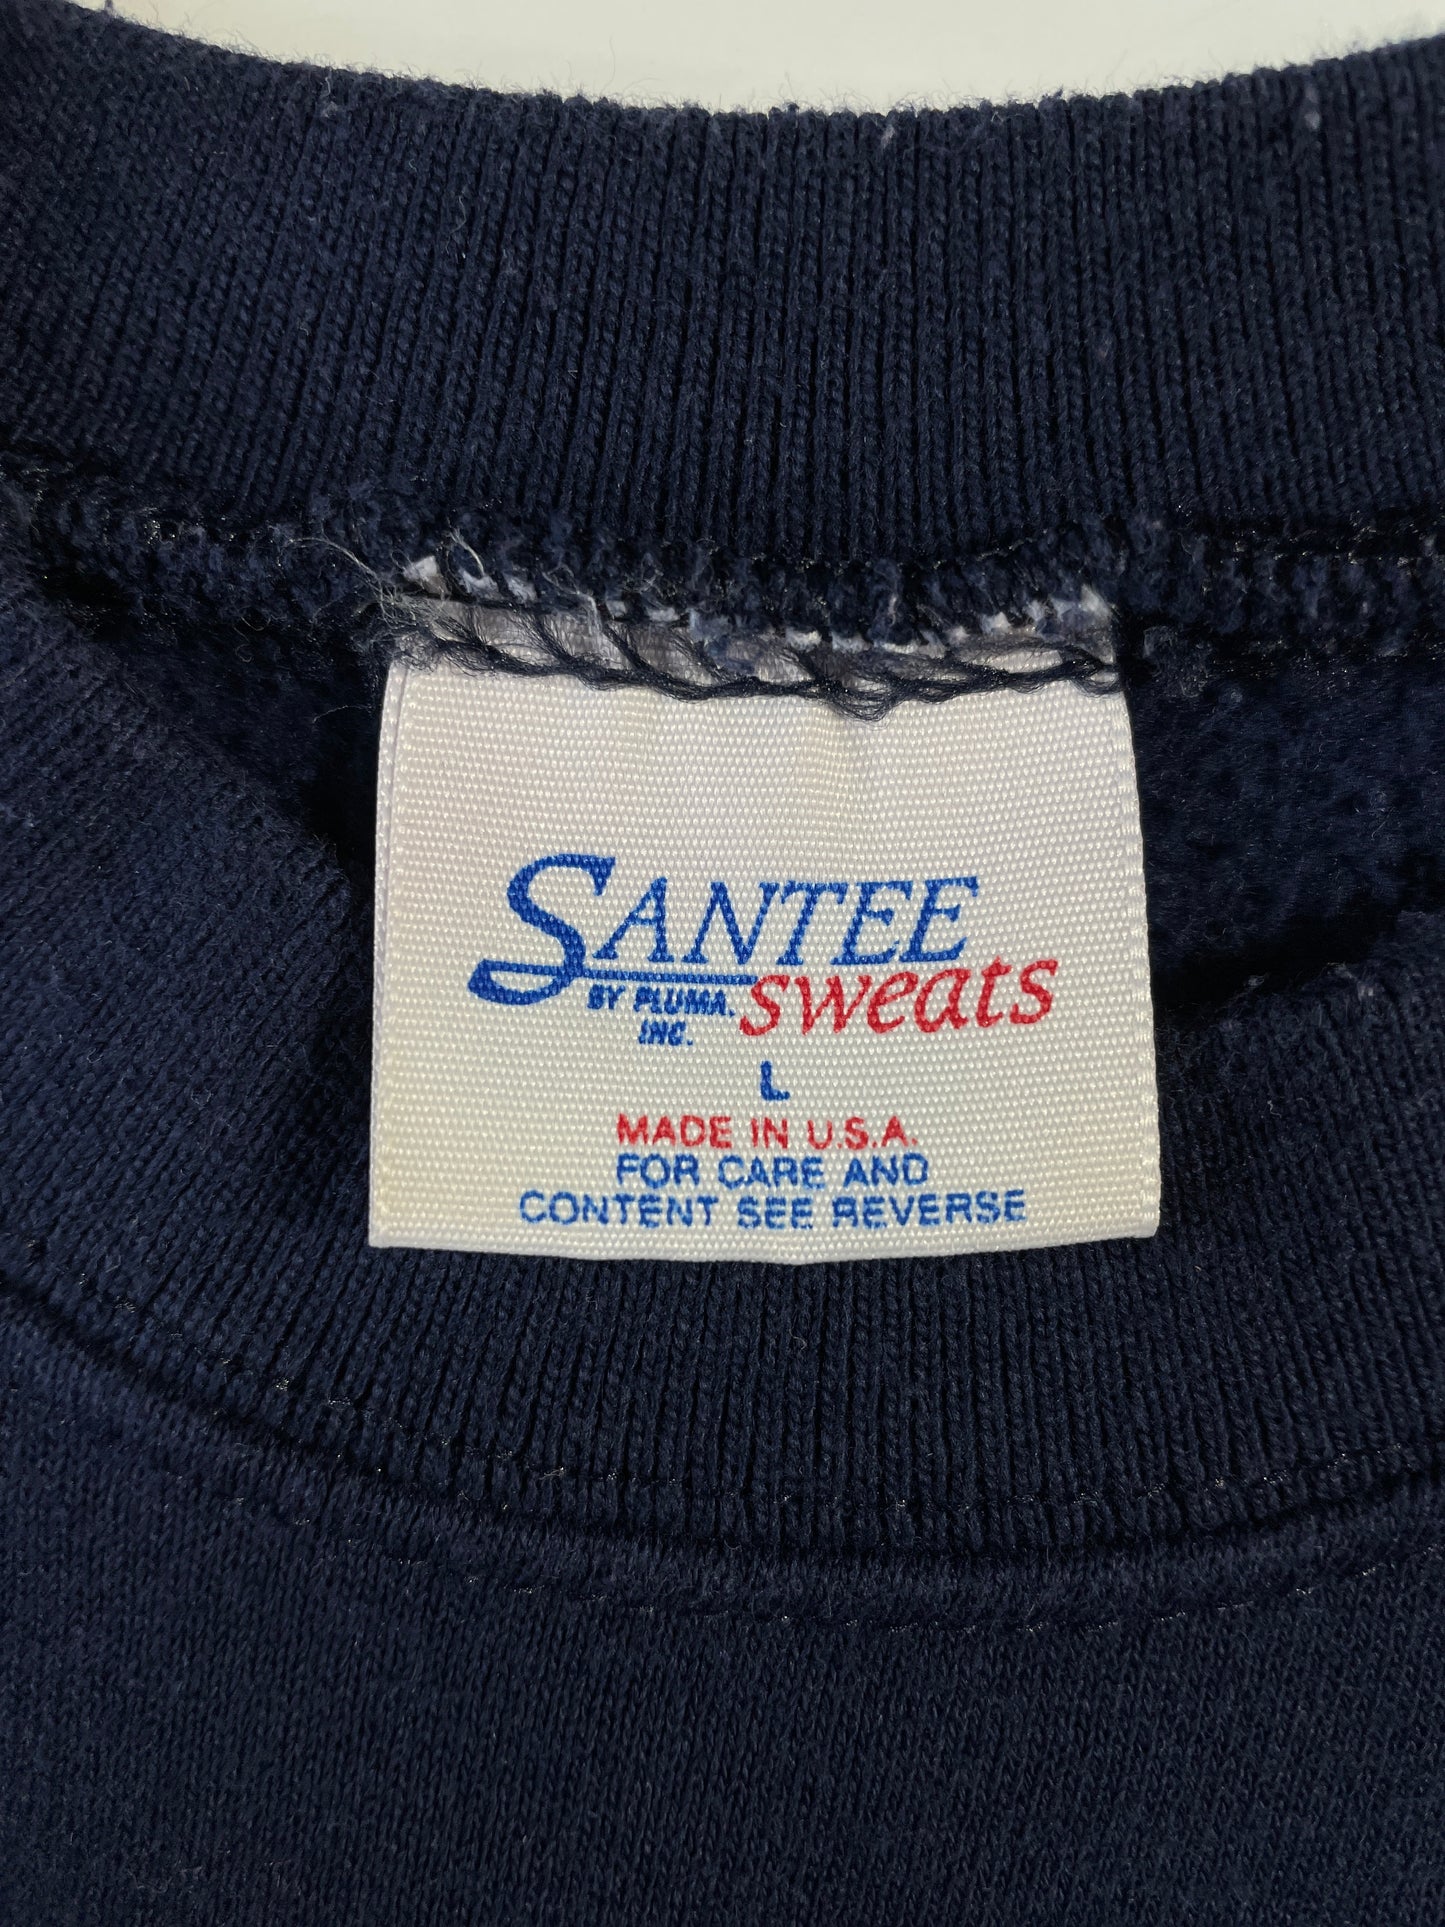 SANTEE
BY PLUMA, sweats
INC.
L
MADE IN U.S.A.
FOR CARE AND
CONTENT SEE REVERSE